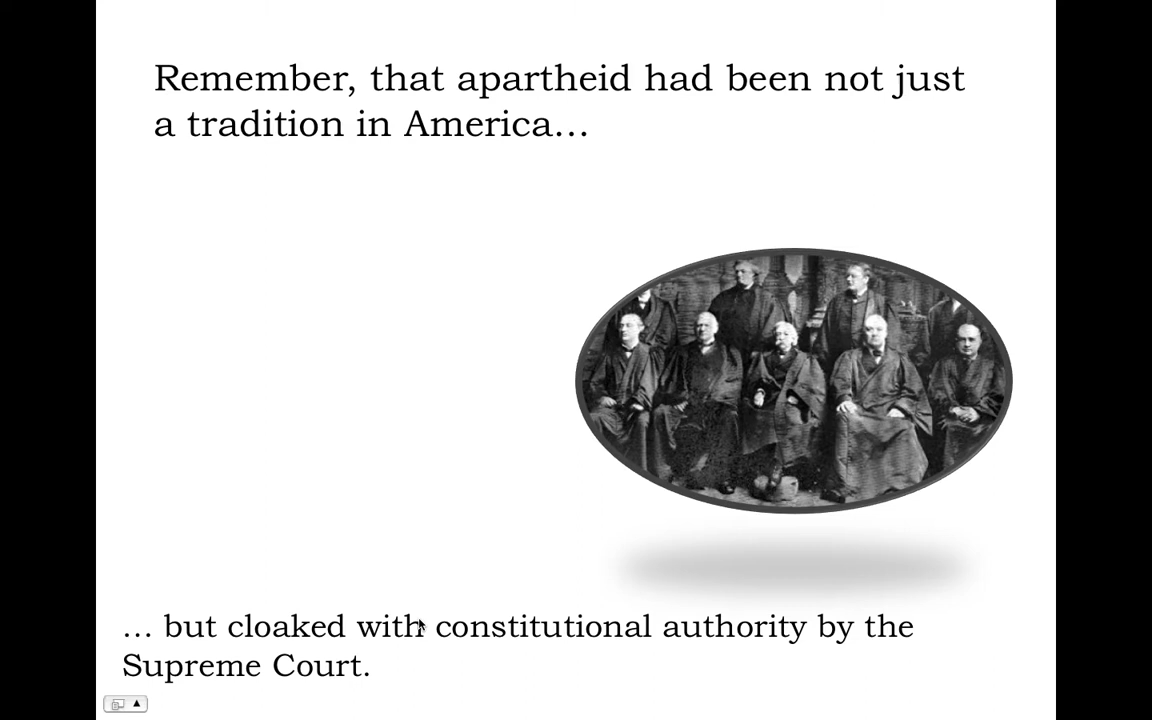 Remember, that apartheid had been not just
a tradition in America…
… but cloaked with constitutional authority by the
Supreme Court.